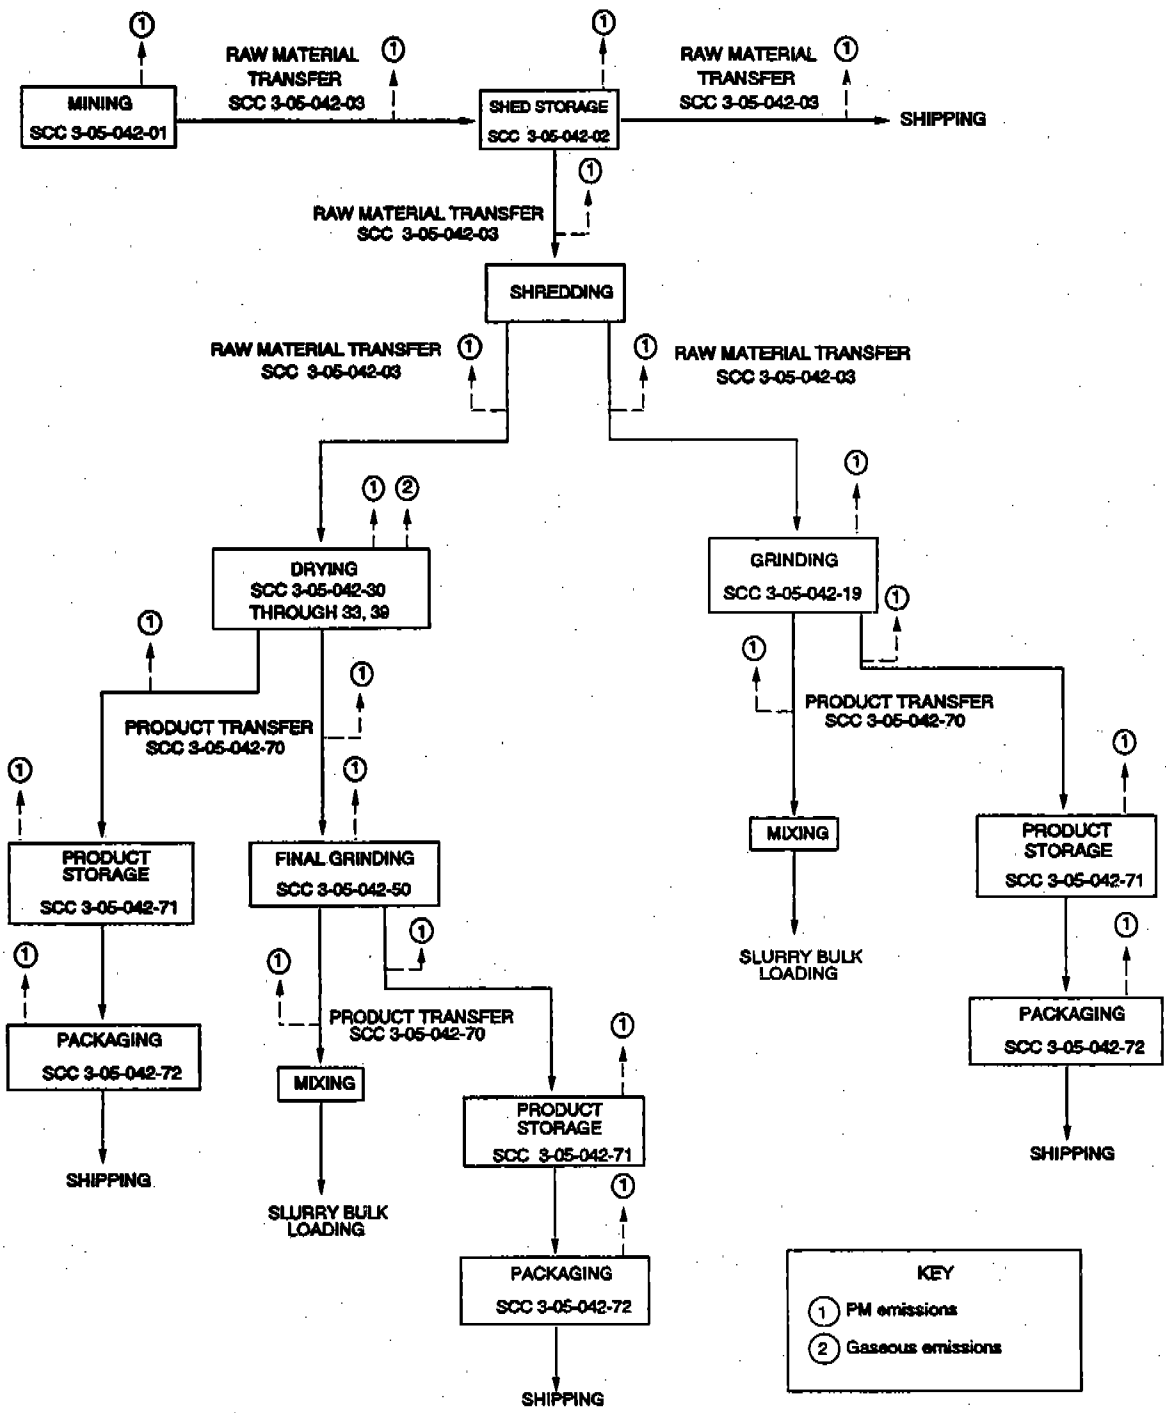 1
1
1
1
RAW MATERIAL
TRANSFER
SCC 3-05-042-03
RAW MATERIAL
TRANSFER
SCC 3-05-042-03
MINING
SCC 3-05-042-01
SHED STORAGE
SCC 3-05-042-02
SHIPPING
1
RAW MATERIAL TRANSFER
SCC 3-05-042-03
SHREDDING
RAW MATERIAL TRANSFER
SCC 3-05-042-03
1
1
RAW MATERIAL TRANSFER
SCC 3-05-042-03
1
2
1
DRYING
SCC 3-05-042-30
THROUGH 33, 39
GRINDING
SCC 3-05-042-19
1
1
1
1
PRODUCT TRANSFER
SCC 3-05-042-70
PRODUCT TRANSFER
SCC 3-05-042-70
1
1
1
PRODUCT
STORAGE
SCC 3-05-042-71
FINAL GRINDING
SCC 3-05-042-50
MIXING
PRODUCT
STORAGE
SCC 3-05-042-71
1
1
1
1
SLURRY BULK
LOADING
PACKAGING
SCC 3-05-042-72
PRODUCT TRANSFER
SCC 3-05-042-70
1
PACKAGING
SCC 3-05-042-72
MIXING
PRODUCT
STORAGE
SCC 3-05-042-71
SHIPPING
SHIPPING
1
SLURRY BULK
LOADING
PACKAGING
SCC 3-05-042-72
SHIPPING
KEY
1 PM emissions
2 Gaseous emissions